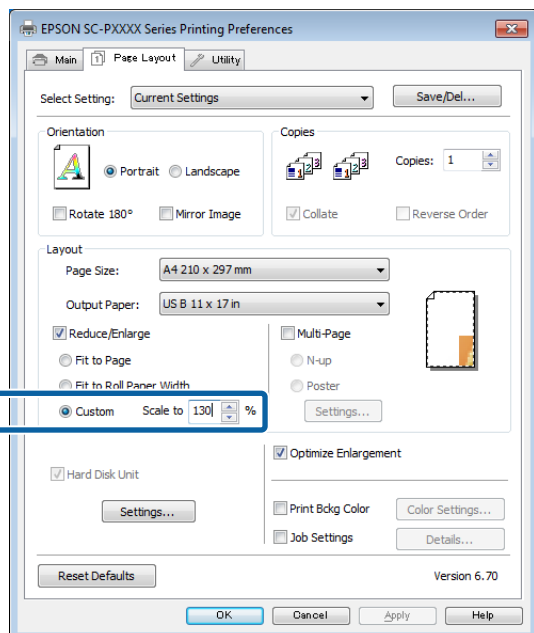 EPSON SC-PXXXX Series Printing Preferences
Main Page Layout Utility
Select Setting: Current Settings Save/Del...
Orientation
Portrait Landscape
Rotate 180° Mirror Image
Copies
Copies: 1
Collate Reverse Order
Layout
Page Size: A4 210 x 297 mm
Output Paper: US B 11 x 17 in
Reduce/Enlarge
Fit to Page
Fit to Roll Paper Width
Custom Scale to 130 %
Multi-Page
N-up
Poster
Settings...
Optimize Enlargement
Hard Disk Unit
Settings...
Print Bckg Color Color Settings...
Job Settings Details...
Reset Defaults Version 6.70
OK Cancel Apply Help